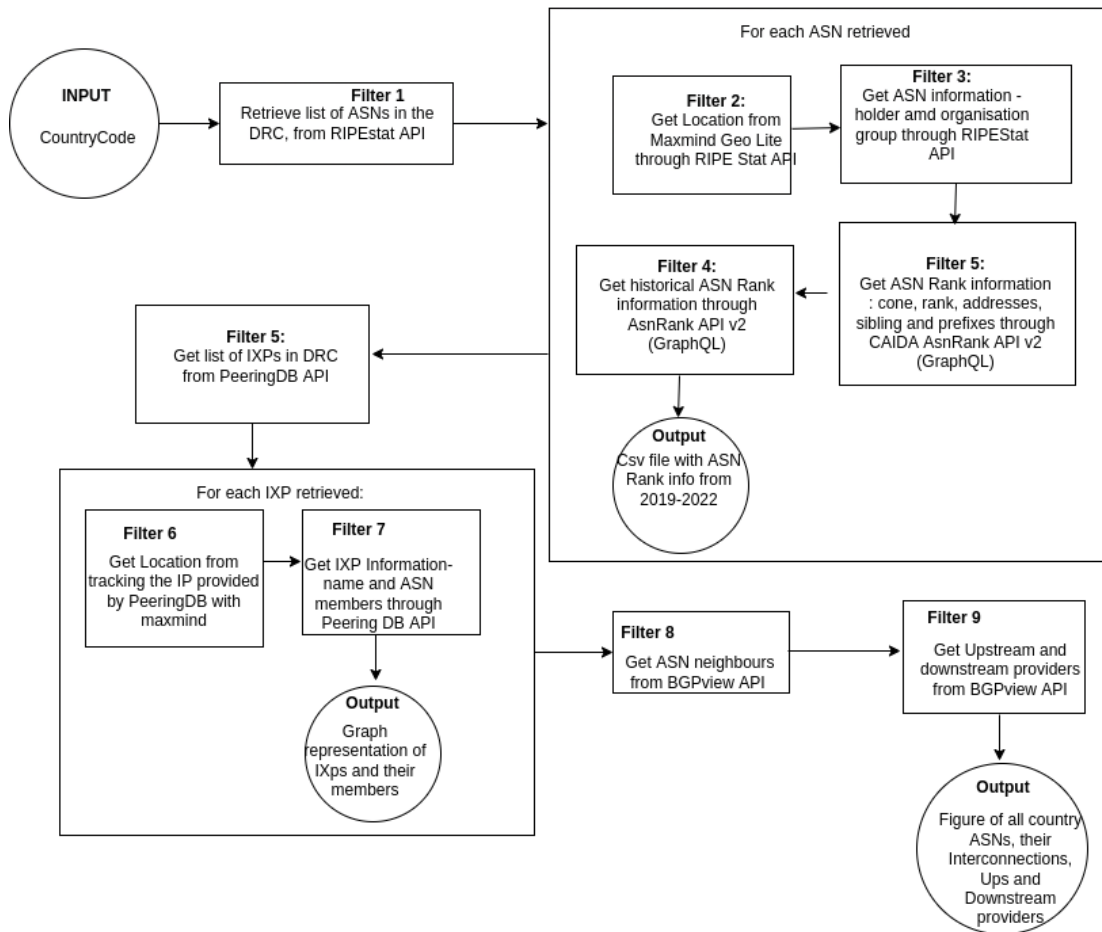 INPUT
CountryCode
Filter 1
Retrieve list of ASNs in the
DRC, from RIPEstat API
For each ASN retrieved
Filter 2:
Get Location from
Maxmind Geo Lite
through RIPE Stat API
Filter 3:
Get ASN information -
holder amd organisation
group through RIPEStat
API
Filter 5:
Get ASN Rank information
: cone, rank, addresses,
sibling and prefixes through
CAIDA AsnRank API v2
(GraphQL)
Filter 4:
Get historical ASN Rank
information through
AsnRank API v2
(GraphQL)
Output
Csv file with ASN
Rank info from
2019-2022
Filter 5:
Get list of IXPs in DRC
from PeeringDB API
For each IXP retrieved:
Filter 6
Get Location from
tracking the IP provided
by PeeringDB with
maxmind
Filter 7
Get IXP Information-
name and ASN
members through
Peering DB API
Output
Graph
representation of
IXps and their
members
Filter 8
Get ASN neighbours
from BGPview API
Filter 9
Get Upstream and
downstream providers
from BGPview API
Output
Figure of all country
ASNs, their
Interconnections,
Ups and
Downstream
providers